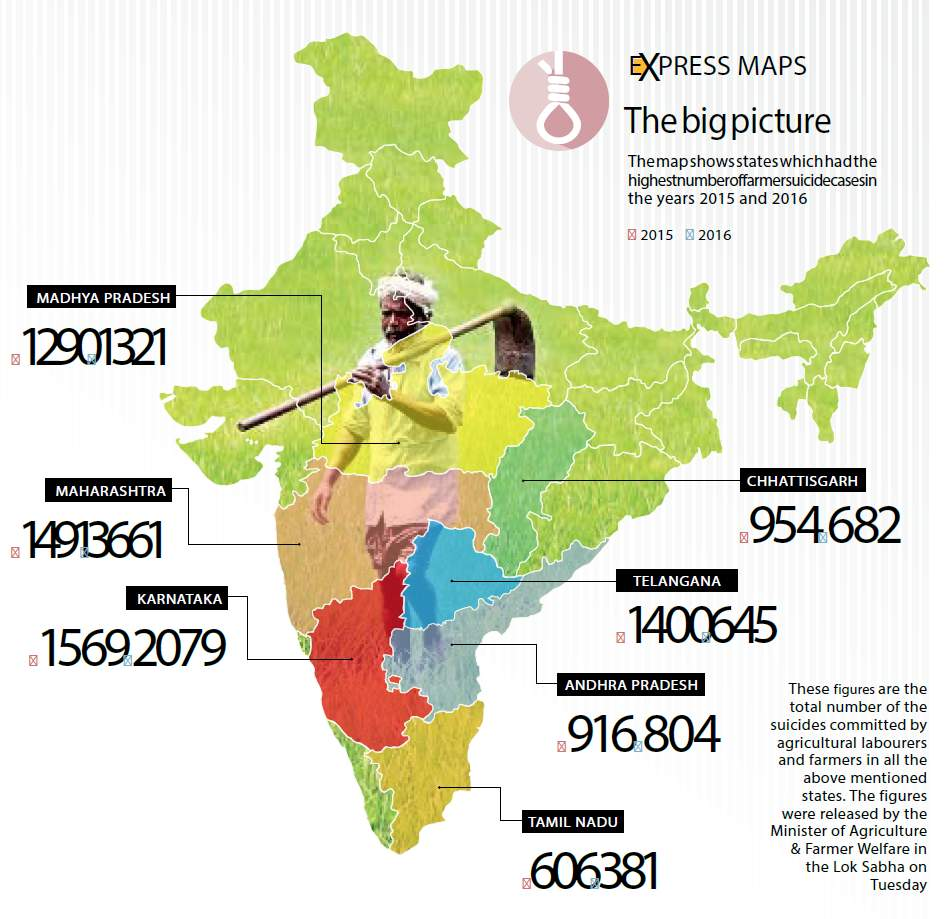 EXPRESS MAPS
The big picture
The map shows states which had the
highest number of farmer suicide cases in
the years 2015 and 2016
2015 2016
MADHYA PRADESH
1290 1321
MAHARASHTRA
1491 3661
CHHATTISGARH
954 682
TELANGANA
1400 645
KARNATAKA
1569 2079
ANDHRA PRADESH
916 804
TAMIL NADU
606 381
These figures are the
total number of the
suicides committed by
agricultural labourers
and farmers in all the
above mentioned
states. The figures
were released by the
Minister of Agriculture
& Farmer Welfare in
the Lok Sabha on
Tuesday